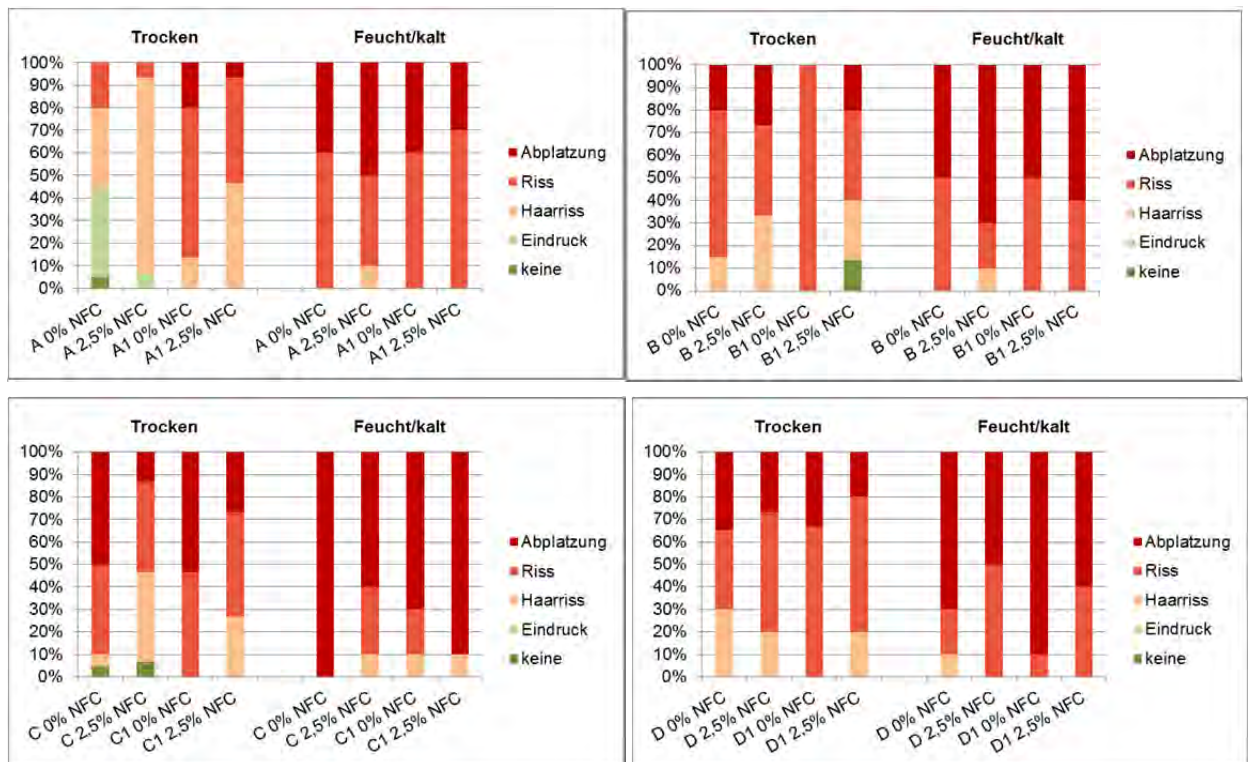 Trocken Feucht/kalt
100%
90%
80%
70%
60%
50%
40%
30%
20%
10%
0%
A 0% NFC
A 2,5% NFC
A1 0% NFC
A1 2,5% NFC
A 0% NFC
A 2,5% NFC
A1 0% NFC
A1 2,5% NFC
Abplatzung
Riss
Haarriss
Eindruck
keine
Trocken Feucht/kalt
100%
90%
80%
70%
60%
50%
40%
30%
20%
10%
0%
B 0% NFC
B 2,5% NFC
B1 0% NFC
B1 2,5% NFC
B 0% NFC
B 2,5% NFC
B1 0% NFC
B1 2,5% NFC
Abplatzung
Riss
Haarriss
Eindruck
keine
Trocken Feucht/kalt
100%
90%
80%
70%
60%
50%
40%
30%
20%
10%
0%
C 0% NFC
C 2,5% NFC
C1 0% NFC
C1 2,5% NFC
C 0% NFC
C 2,5% NFC
C1 0% NFC
C1 2,5% NFC
Abplatzung
Riss
Haarriss
Eindruck
keine
Trocken Feucht/kalt
100%
90%
80%
70%
60%
50%
40%
30%
20%
10%
0%
D 0% NFC
D 2,5% NFC
D1 0% NFC
D1 2,5% NFC
D 0% NFC
D 2,5% NFC
D1 0% NFC
D1 2,5% NFC
Abplatzung
Riss
Haarriss
Eindruck
keine